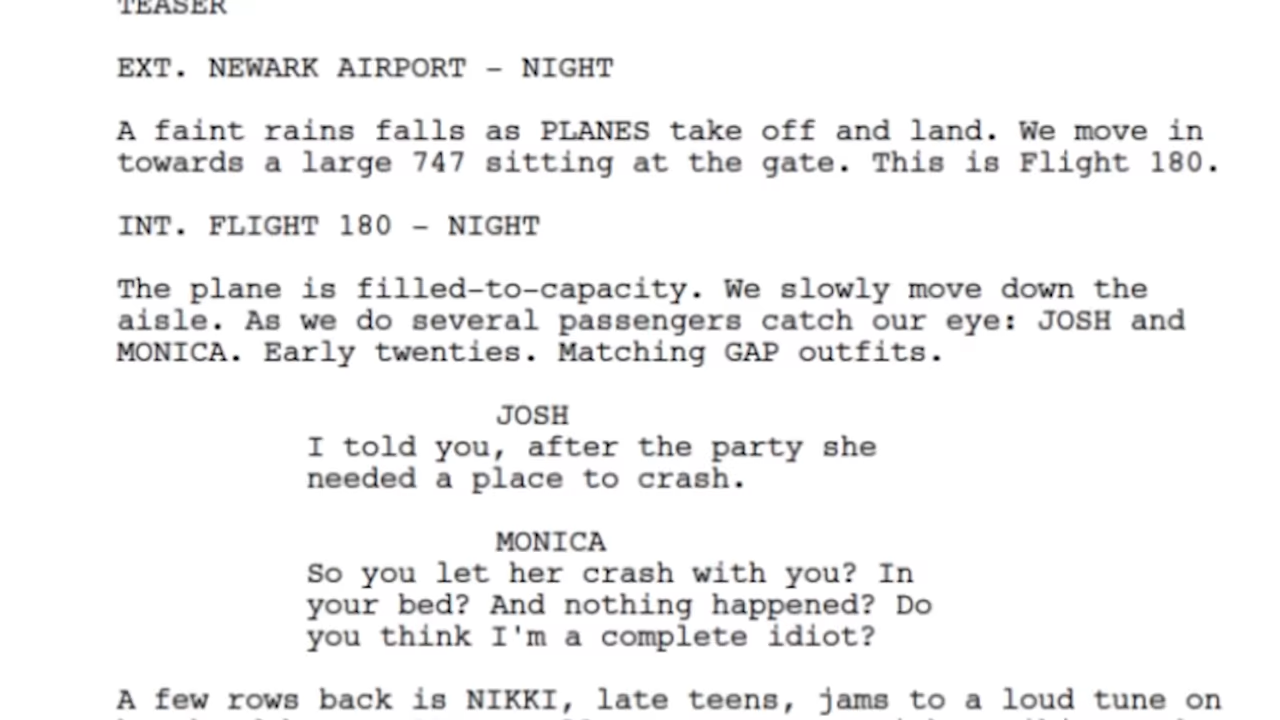 TEASER
EXT. NEWARK AIRPORT - NIGHT
A faint rains falls as PLANES take off and land. We move in
towards a large 747 sitting at the gate. This is Flight 180.
INT. FLIGHT 180 - NIGHT
The plane is filled-to-capacity. We slowly move down the
aisle. As we do several passengers catch our eye: JOSH and
MONICA. Early twenties. Matching GAP outfits.
JOSH
I told you, after the party she
needed a place to crash.
MONICA
So you let her crash with you? In
your bed? And nothing happened? Do
you think I'm a complete idiot?
A few rows back is NIKKI, late teens, jams to a loud tune on